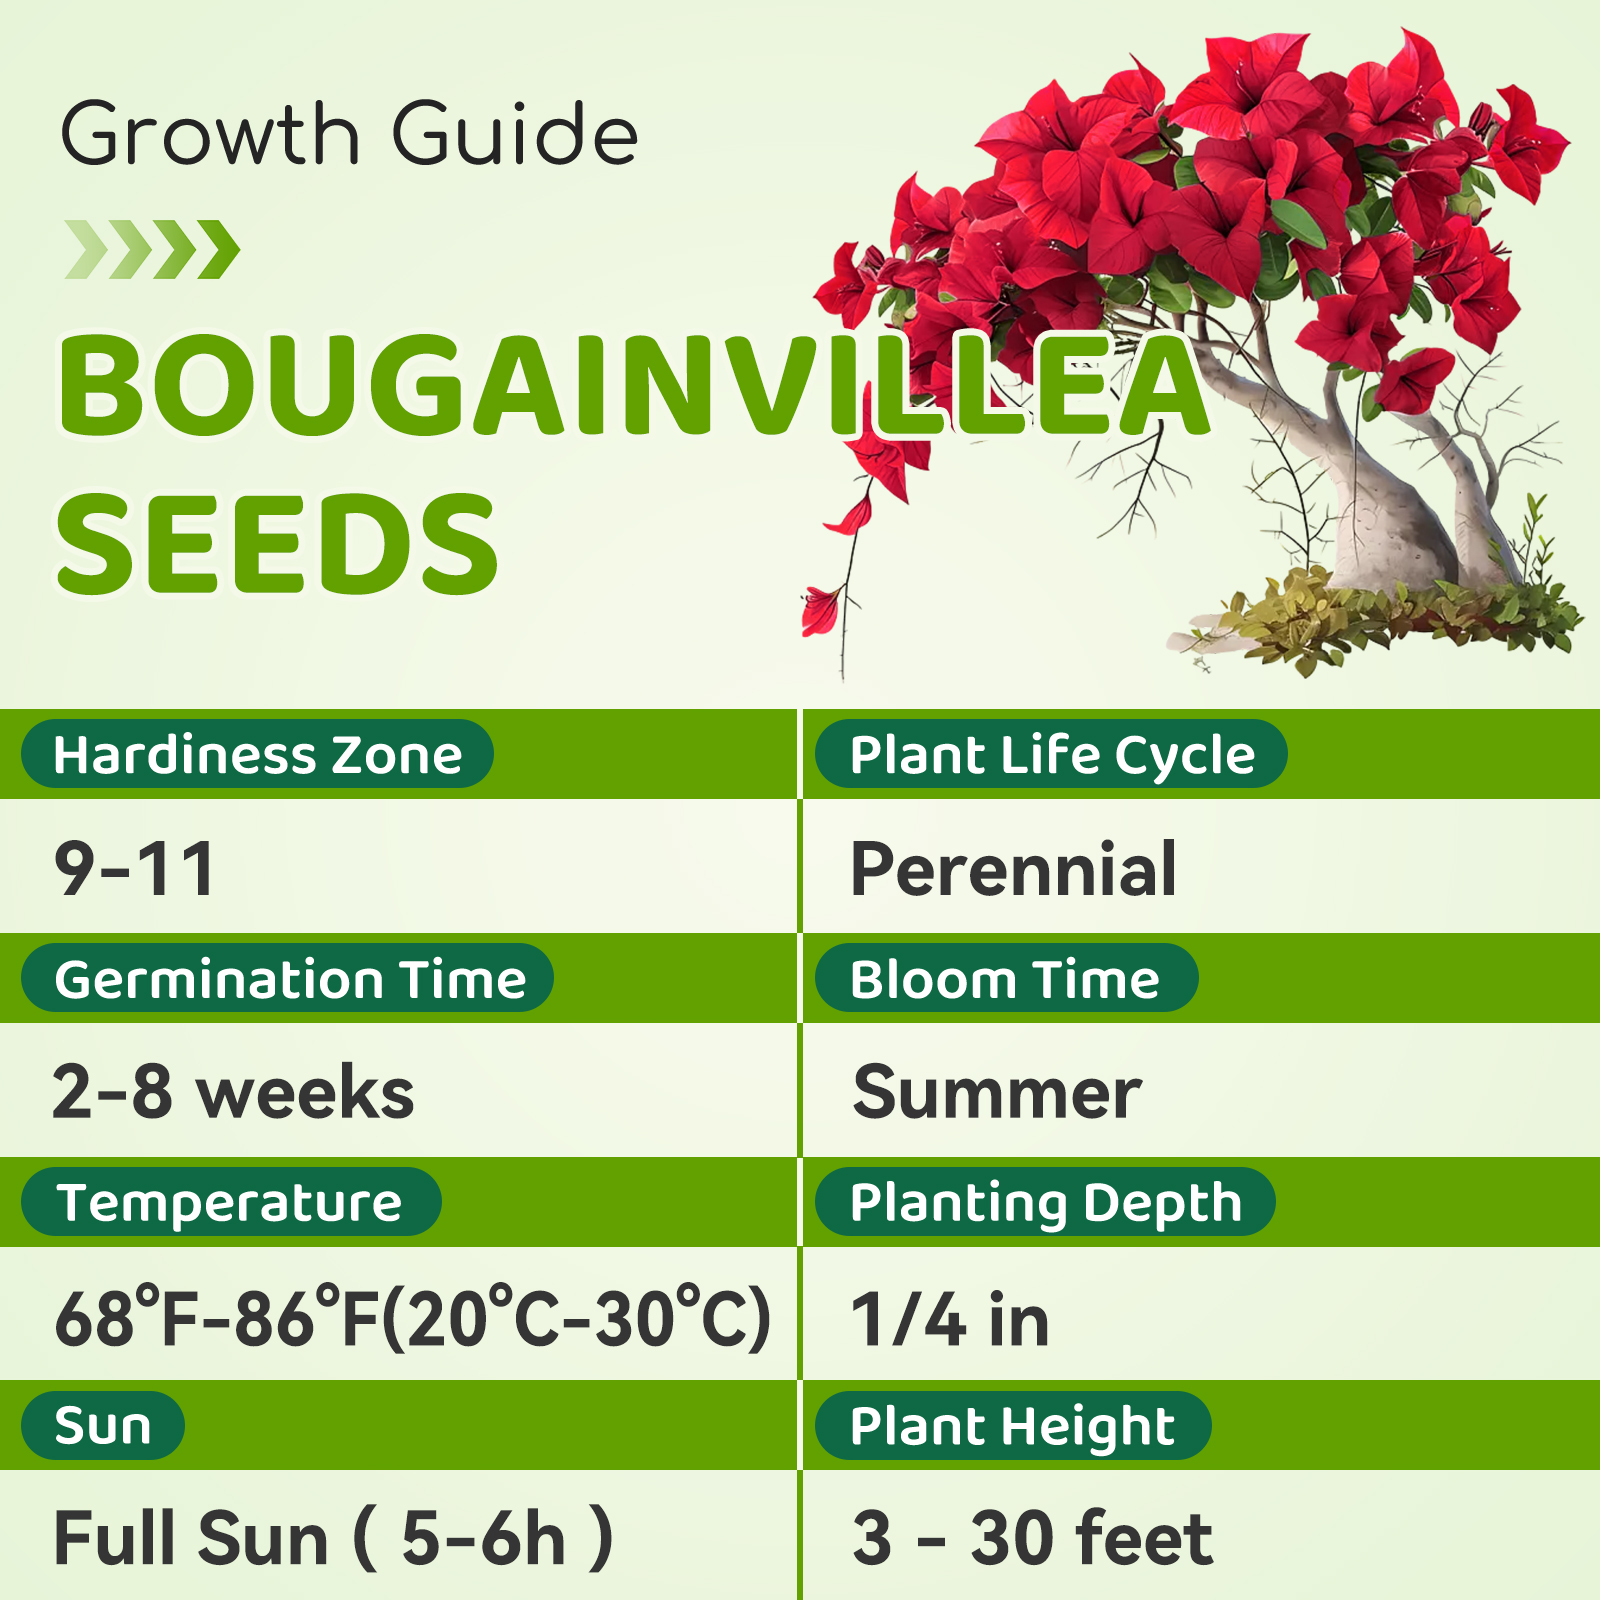 Growth Guide
BOUGAINVILLEA
SEEDS
Hardiness Zone
Plant Life Cycle
9-11
Perennial
Germination Time
Bloom Time
2-8 weeks
Summer
Temperature
Planting Depth
68°F-86°F(20°C-30°C)
1/4 in
Sun
Plant Height
Full Sun ( 5-6h )
3 - 30 feet